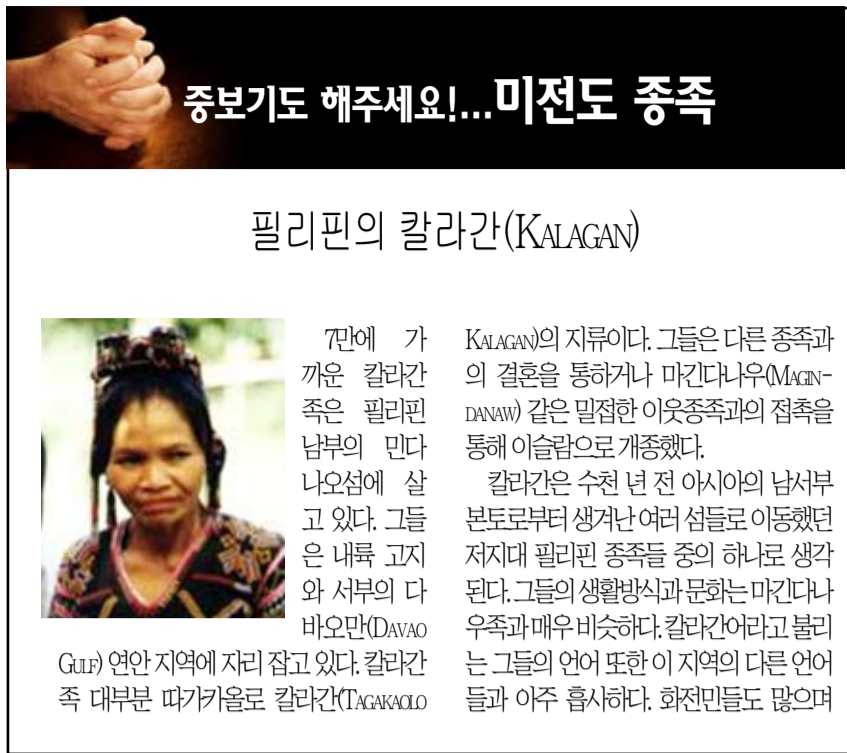 중보기도 해주세요!...미전도 종족
필리핀의 칼라간(KALAGAN)
7만에 가
까운 칼라간
족은 필리핀
남부의 민다
나오섬에 살
고 있다. 그들
은 내륙 고지
와 서부의 다
바오만(DAVAO
GULF) 연안 지역에 자리 잡고 있다. 칼라간
족 대부분 따가카올로 칼라간(TAGAKAOLO
KALAGAN)의 지류이다. 그들은 다른 종족과
의 결혼을 통하거나 마긴다나우(MAGIN-
DANAW) 같은 밀접한 이웃종족과의 접촉을
통해 이슬람으로 개종했다.
칼라간은 수천 년 전 아시아의 남서부
본토로부터 생겨난 여러 섬들로 이동했던
저지대 필리핀 종족들 중의 하나로 생각
된다. 그들의 생활방식과 문화는 마긴다나
우족과 매우 비슷하다. 칼라간어라고 불리
는 그들의 언어 또한 이 지역의 다른 언어
들과 아주 흡사하다. 화전민들도 많으며